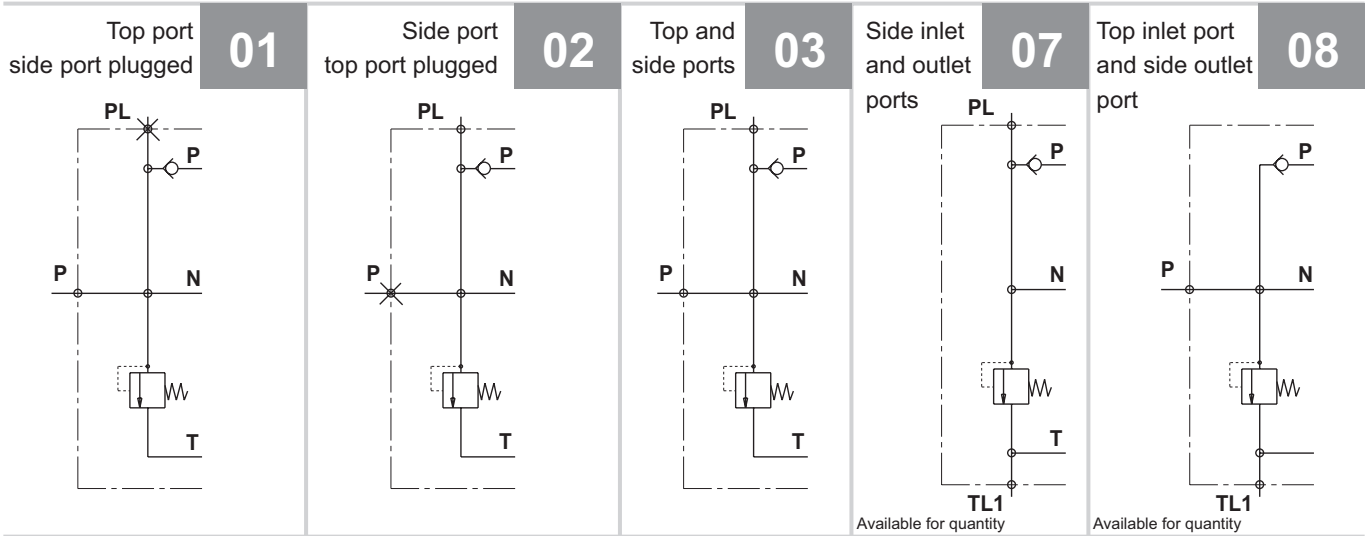 Top port
side port plugged
01
PL
P
P
N
T
Side port
top port plugged
02
PL
P
P
N
T
Top and
side ports
03
PL
P
P
N
T
Side inlet
and outlet
ports
07
PL
P
N
T
TL1
Available for quantity
Top inlet port
and side outlet
port
08
P
P
N
TL1
Available for quantity